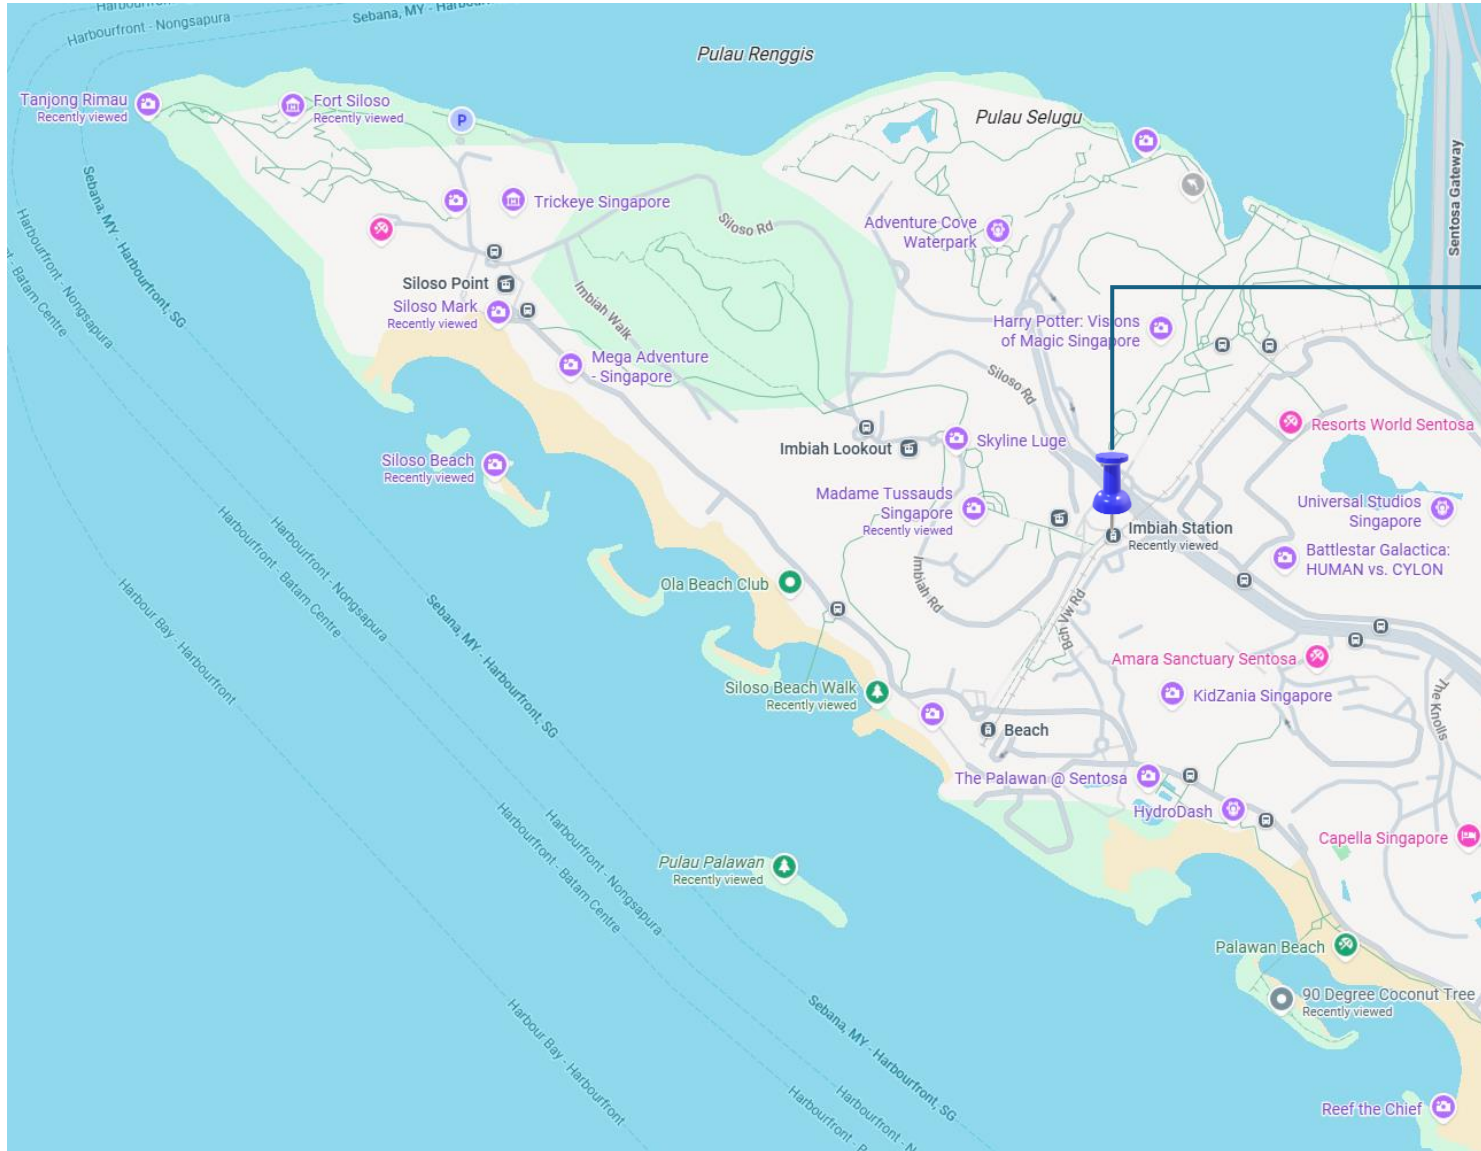 Harbourfront
Harbourfront - Nongsapura
Sebana, MY - Harbourfront
Pulau Renggis
Tanjong Rimau
Recently viewed
Fort Siloso
Recently viewed
P
Pulau Selugu
Sentosa Gateway
Sebana, MY - Harbourfront, SG
Harbourfront - Nongsapura
Batam Centre
Trickeye Singapore
Siloso Rd
Adventure Cove
Waterpark
Siloso Point
Siloso Mark
Recently viewed
Imbiah Walk
Mega Adventure
- Singapore
Harry Potter: Visions
of Magic Singapore
Siloso Rd
Resorts World Sentosa
Imbiah Lookout
Skyline Luge
Siloso Beach
Recently viewed
Madame Tussauds
Singapore
Recently viewed
Universal Studios
Singapore
Imbiah Station
Recently viewed
Battlestar Galactica:
HUMAN vs. CYLON
Harbourfront - Nongsapura
Harbourfront - Batam Centre
Harbour Bay - Harbourfront
Sebana, MY - Harbourfront, SG
Ola Beach Club
Imbiah Rd
Bch Vw Rd
Amara Sanctuary Sentosa
KidZania Singapore
The Knolls
Siloso Beach Walk
Recently viewed
Beach
The Palawan @ Sentosa
HydroDash
Capella Singapore
Harbourfront - Nongsapura
Harbourfront - Batam Centre
Pulau Palawan
Recently viewed
Palawan Beach
90 Degree Coconut Tree
Recently viewed
Harbour Bay - Harbourfront
Sebana, MY - Harbourfront, SG
Harbourfront - N
Harbourfront
Reef the Chief